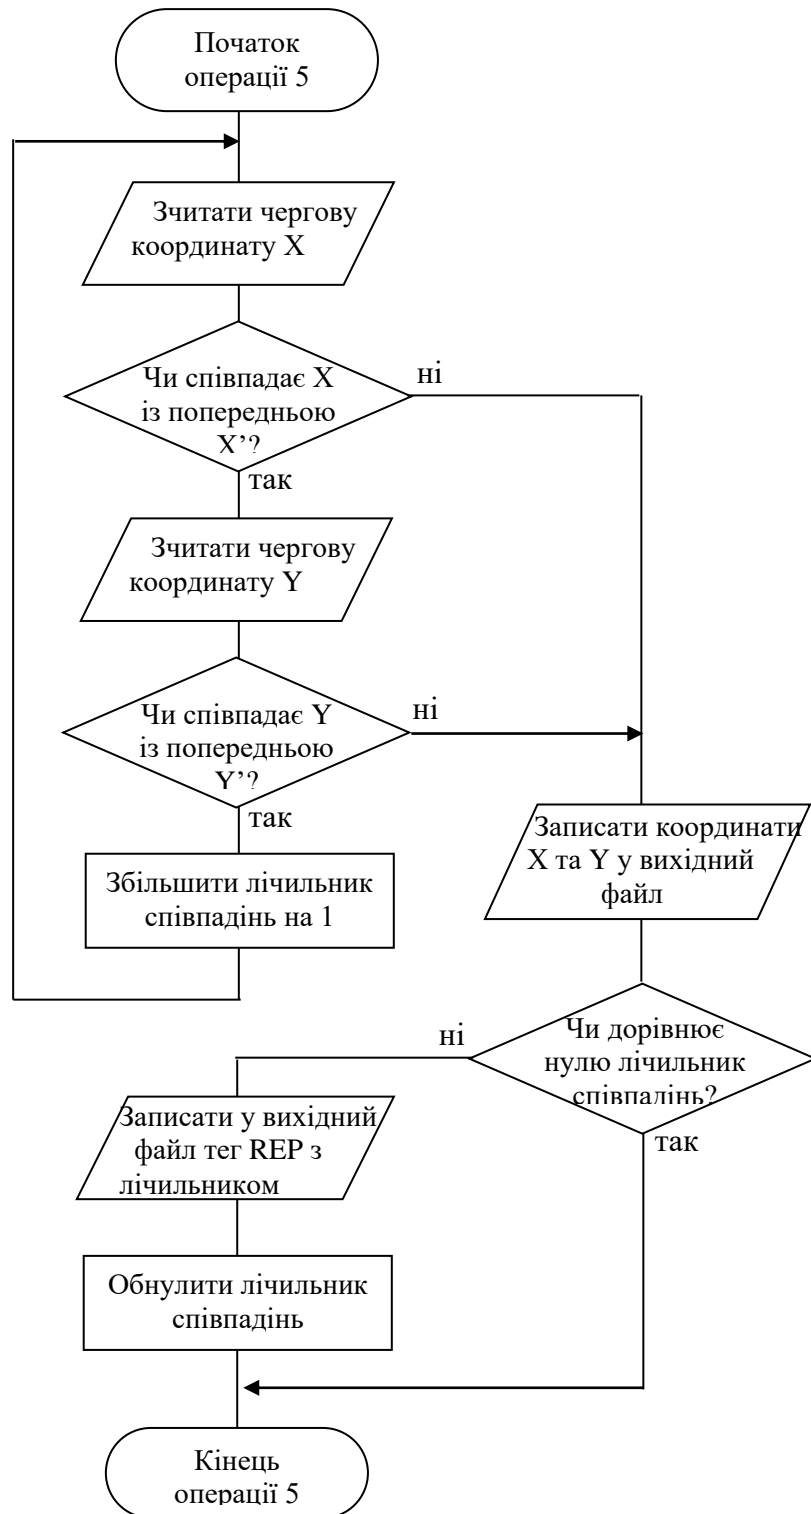 Початок
операції 5
Зчитати чергову
координату X
Чи співпадає X
із попередньою
X’?
ні
так
Зчитати чергову
координату Y
Чи співпадає Y
із попередньою
Y’?
ні
так
Збільшити лічильник
співпадінь на 1
Записати координати
X та Y у вихідний
файл
Чи дорівнює
нулю лічильник
співпадінь?
ні
так
Записати у вихідний
файл тег REP з
лічильником
Обнулити лічильник
співпадінь
Кінець
операції 5